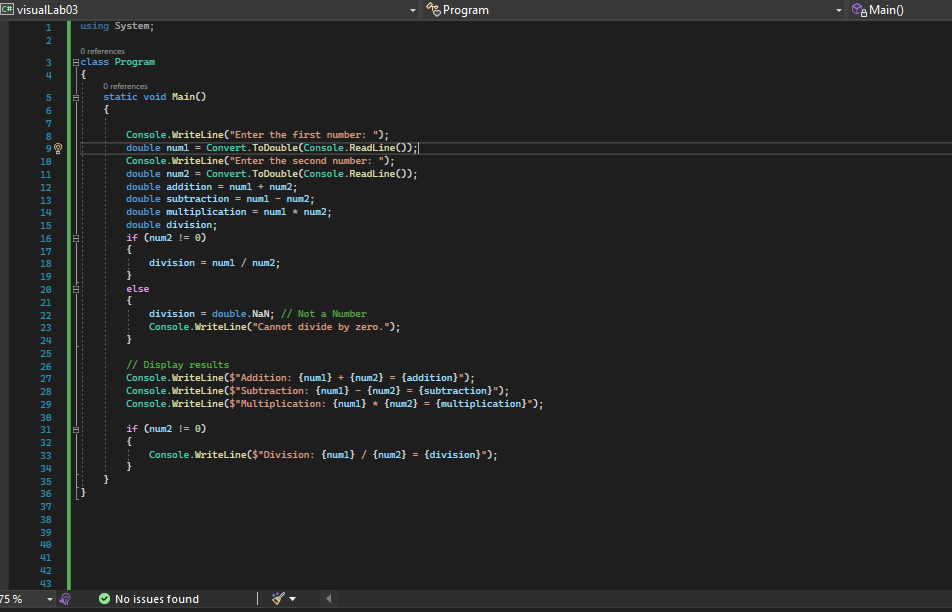 C# visualLab03 Program Main()
1 using System;
2
0 references
3 class Program
4 {
0 references
5 static void Main()
6 {
7
8 Console.WriteLine("Enter the first number: ");
9 double num1 = Convert.ToDouble(Console.ReadLine());
10 Console.WriteLine("Enter the second number: ");
11 double num2 = Convert.ToDouble(Console.ReadLine());
12 double addition = num1 + num2;
13 double subtraction = num1 - num2;
14 double multiplication = num1 * num2;
15 double division;
16 if (num2 != 0)
17 {
18 division = num1 / num2;
19 }
20 else
21 {
22 division = double.NaN; // Not a Number
23 Console.WriteLine("Cannot divide by zero.");
24 }
25
26 // Display results
27 Console.WriteLine($"Addition: {num1} + {num2} = {addition}");
28 Console.WriteLine($"Subtraction: {num1} - {num2} = {subtraction}");
29 Console.WriteLine($"Multiplication: {num1} * {num2} = {multiplication}");
30
31 if (num2 != 0)
32 {
33 Console.WriteLine($"Division: {num1} / {num2} = {division}");
34 }
35 }
36 }
37
38
39
40
41
42
43
75 % No issues found